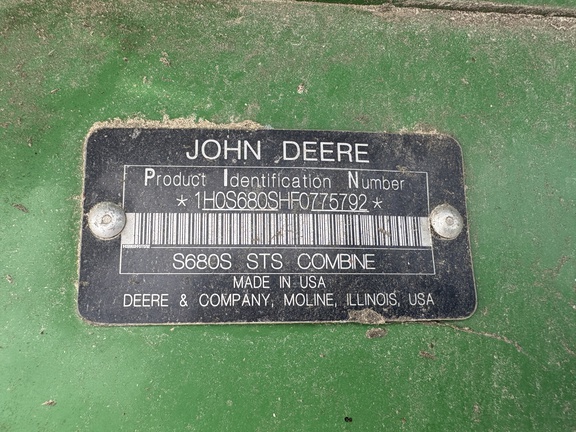 JOHN DEERE
Product Identification Number
*1H0S680SHF0775792*
S680S STS COMBINE
MADE IN USA
DEERE & COMPANY, MOLINE, ILLINOIS, USA